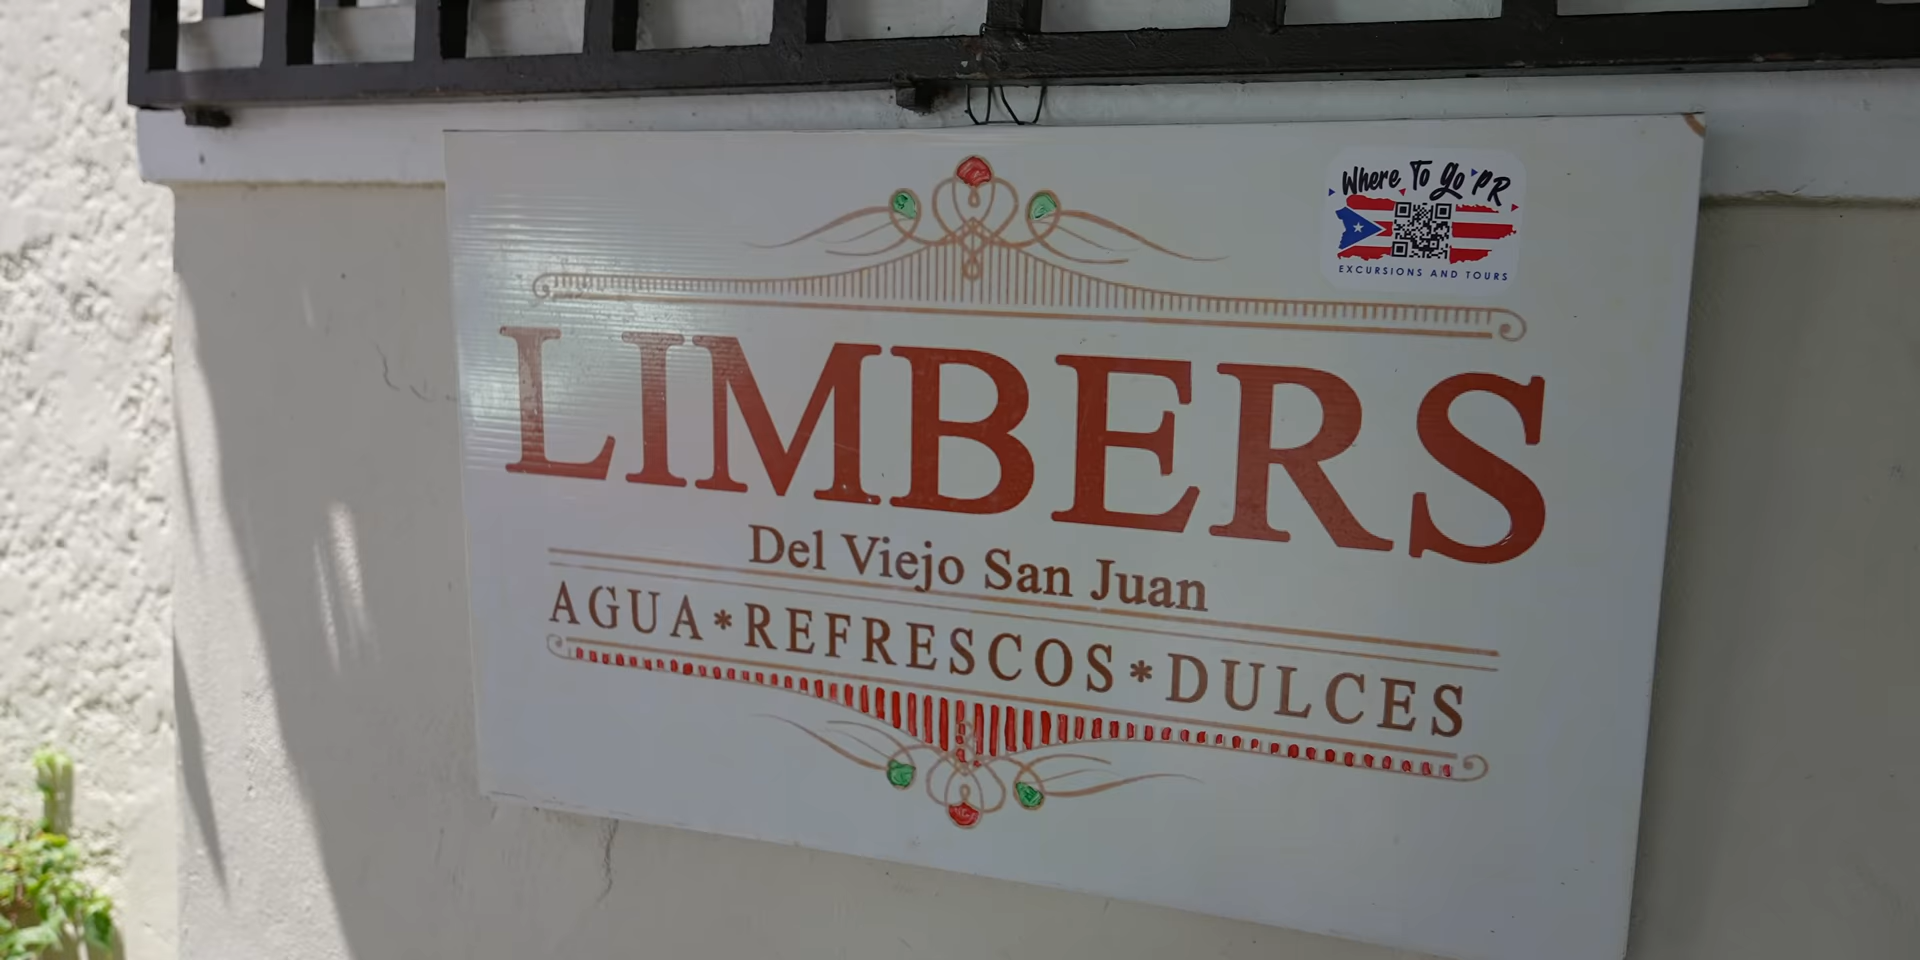 Where To Go PR
EXCURSIONS AND TOURS
LIMBERS
Del Viejo San Juan
AGUA*REFRESCOS*DULCES